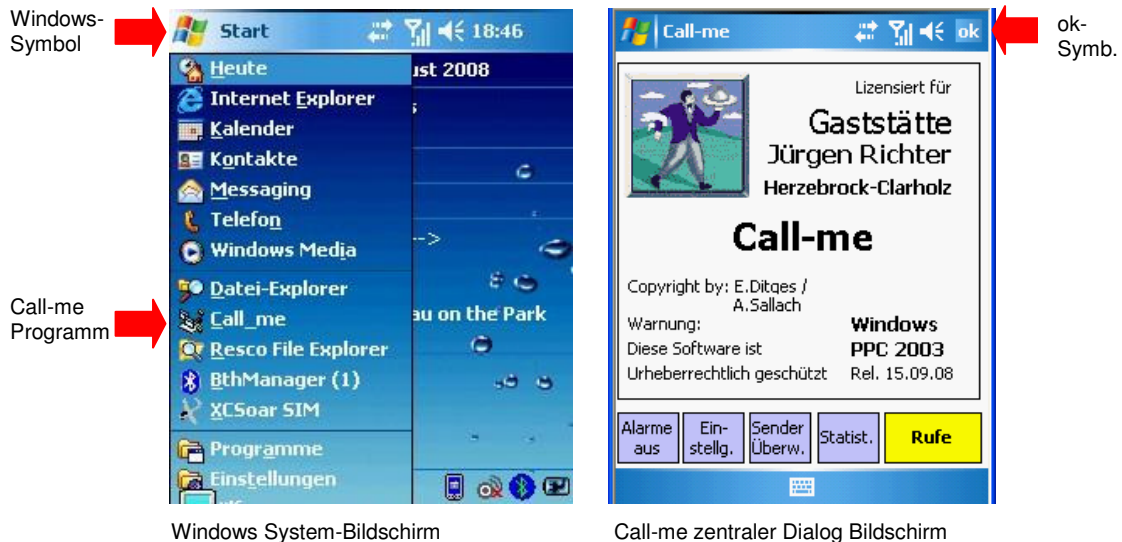 Windows-
Symbol
Start
18:46
Heute
Internet Explorer
Kalender
Kontakte
Messaging
Telefon
Windows Media
Datei-Explorer
Call_me
Resco File Explorer
BthManager (1)
XCSoar SIM
Programme
Einstellungen
ust 2008
-->
au on the Park
Call-me
Programm
Windows System-Bildschirm
Call-me
ok
ok-
Symb.
Lizensiert für
Gaststätte
Jürgen Richter
Herzebrock-Clarholz
Call-me
Copyright by: E.Ditges /
A.Sallach
Warnung:
Windows
Diese Software ist
PPC 2003
Urheberrechtlich geschützt
Rel. 15.09.08
Alarme
aus
Ein-
stellg.
Sender
Überw.
Statist.
Rufe
Call-me zentraler Dialog Bildschirm